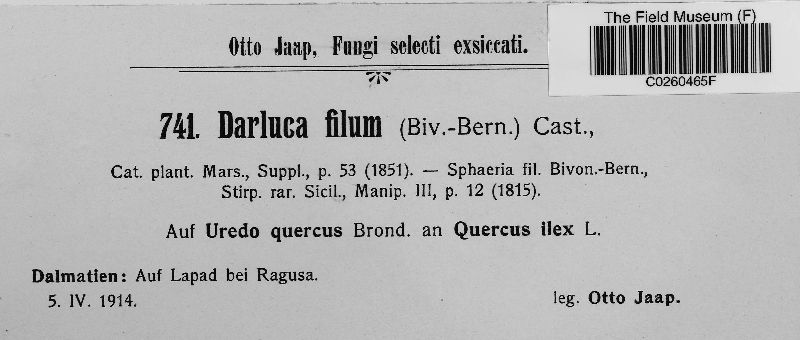 The Field Museum (F)
C0260465F
Otto Jaap, Fungi selecti exsiccati.
741. Darluca filum (Biv.-Bern.) Cast.,
Cat. plant. Mars., Suppl., p. 53 (1851). — Sphaeria fil. Bivon.-Bern.,
Stirp. rar. Sicil., Manip. III, p. 12 (1815).
Auf Uredo quercus Brond. an Quercus ilex L.
Dalmatien: Auf Lapad bei Ragusa.
5. IV. 1914.
leg. Otto Jaap.